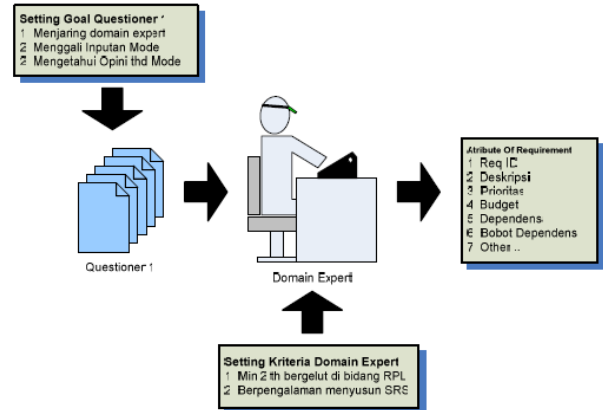 Setting Goal Questioner 1
1 Menjaring domain expert
2 Menggali Inputan Mode
2 Mengetahui Opini thd Mode
Questioner 1
Domain Expert
Atribute Of Requirement
1 Req ID
2 Deskripsi
3 Prioritas
4 Budget
5 Dependens
6 Bobot Dependens
7 Other ..
Setting Kriteria Domain Expert
1 Min 2 th bergelut di bidang RPL
2 Berpengalaman menyusun SRS